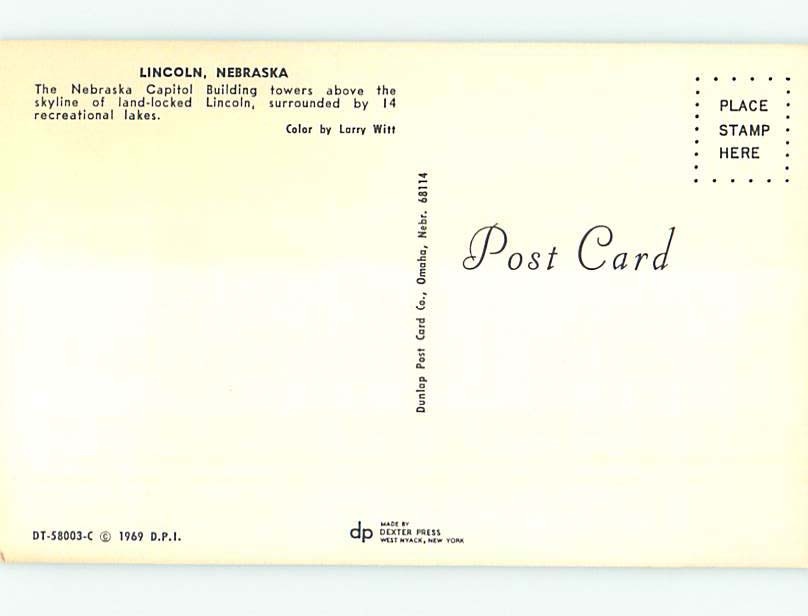 LINCOLN, NEBRASKA
The Nebraska Capitol Building towers above the
skyline of land-locked Lincoln, surrounded by 14
recreational lakes.
Color by Larry Witt
PLACE
STAMP
HERE
Post Card
Dunlap Post Card Co., Omaha, Nebr. 68114
DT-58003-C © 1969 D.P.I.
dp
MADE BY
DEXTER PRESS
WEST NYACK, NEW YORK